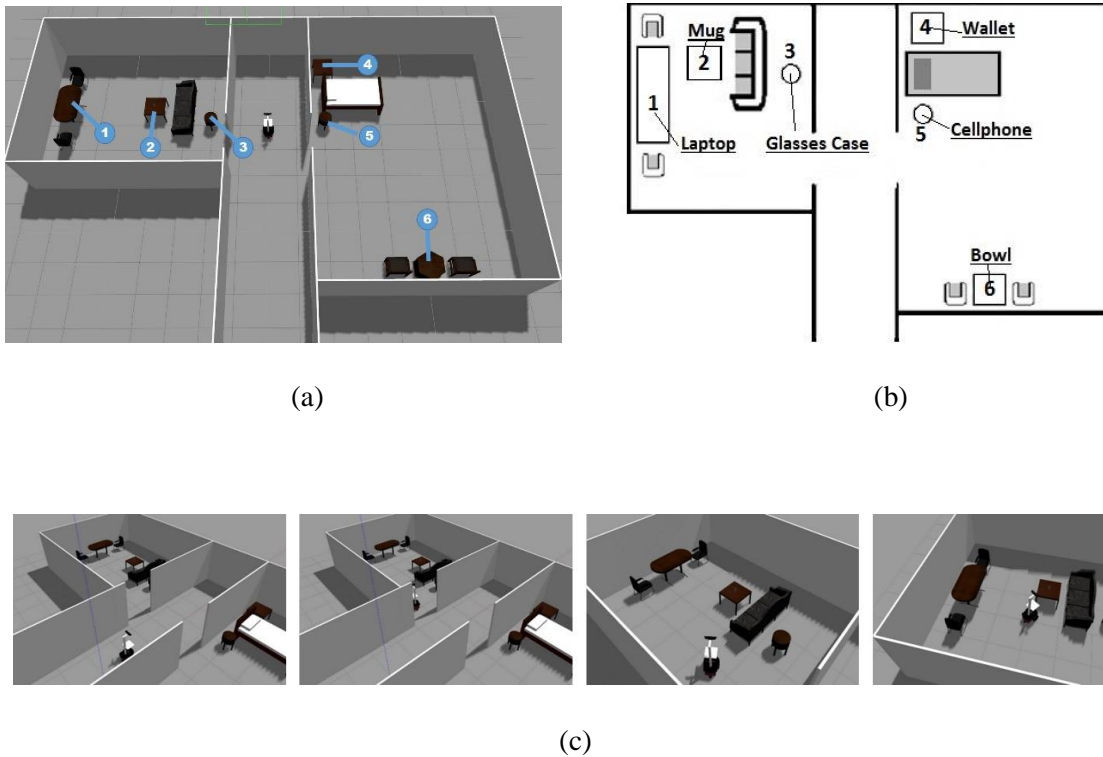 1
2
3
4
5
6
Mug
2
3
4
Wallet
1
Laptop
Glasses Case
5
Cellphone
Bowl
6
(a)
(b)
(c)